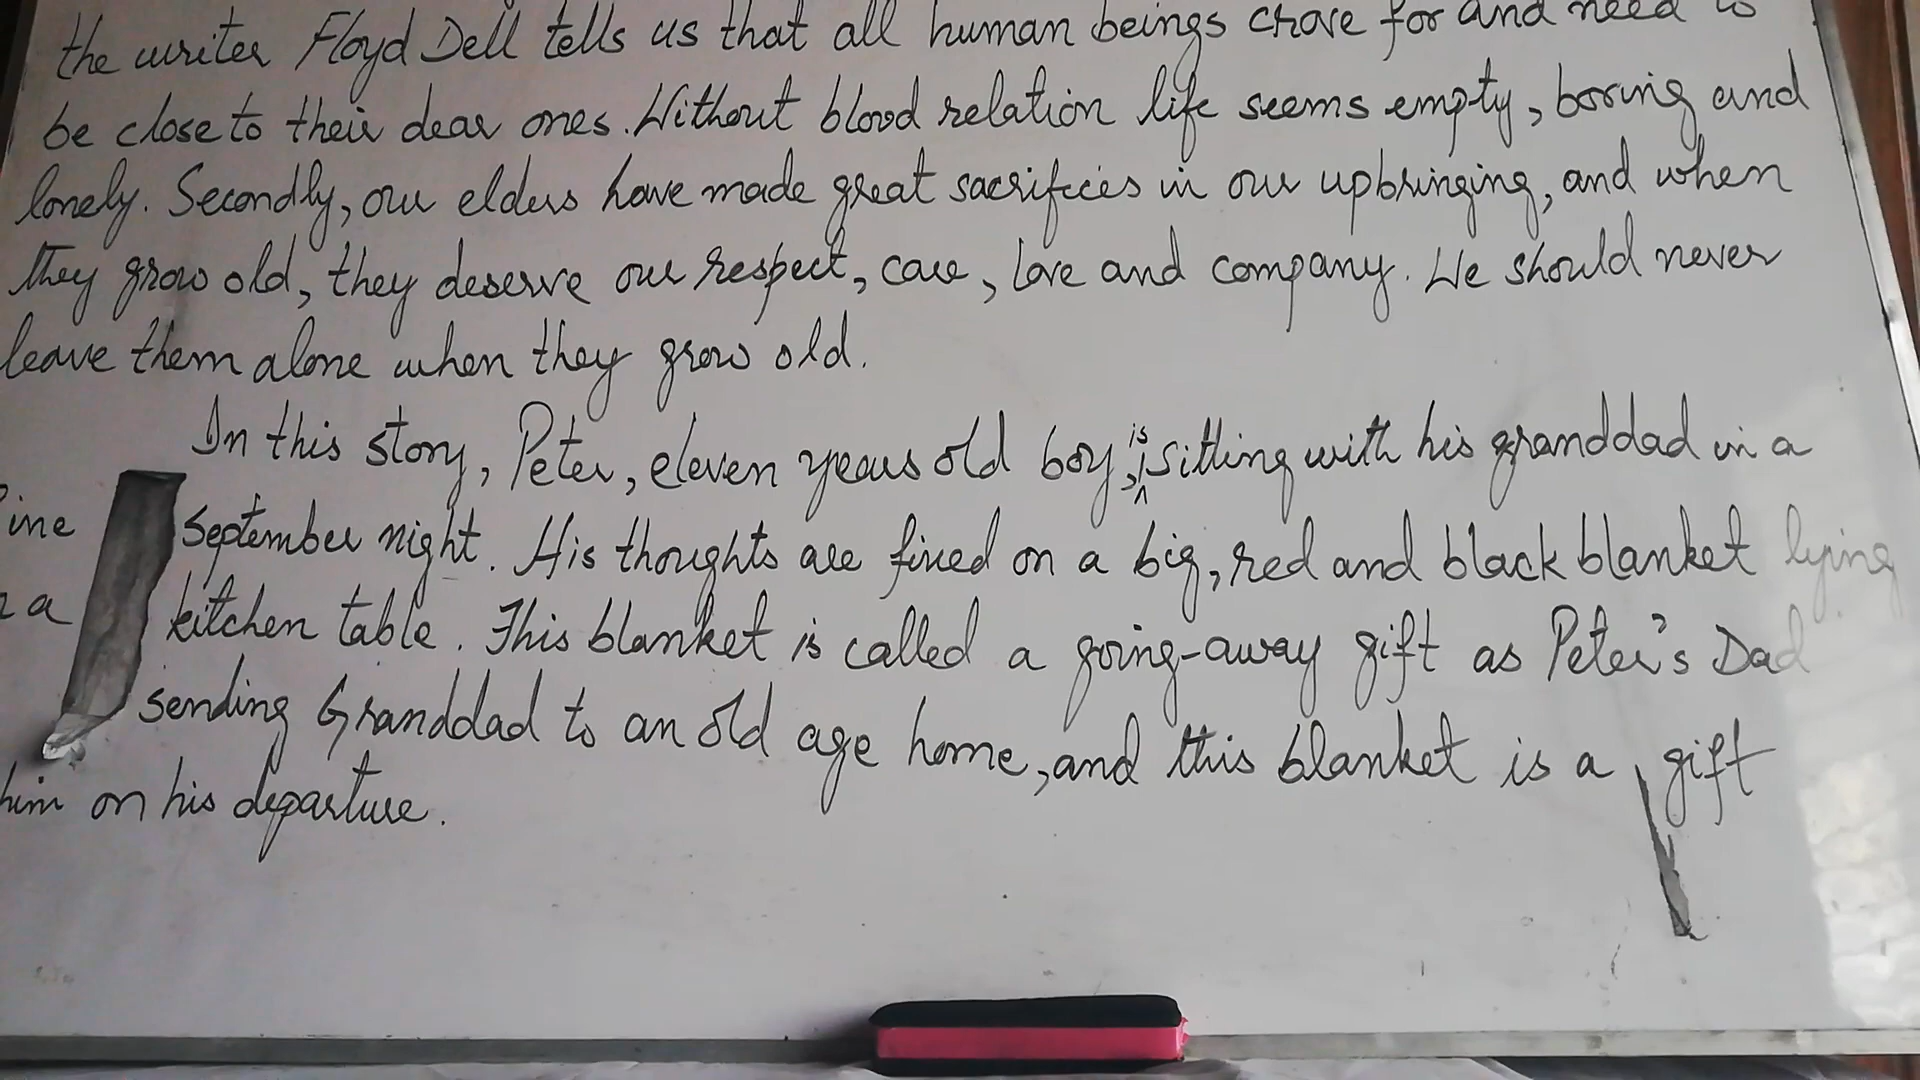 the writer Floyd Dell tells us that all human beings crave for and need to
be close to their dear ones. Without blood relation life seems empty, boring and
lonely. Secondly, our elders have made great sacrifices in our upbringing, and when
they grow old, they deserve our respect, care, love and company. We should never
leave them alone when they grow old.
In this story, Peter, eleven years old boy, is sitting with his granddad in a
ine September night. His thoughts are fixed on a big, red and black blanket lying
a kitchen table. This blanket is called a going-away gift as Peter's Dad
sending Granddad to an old age home, and this blanket is a gift
him on his departure.